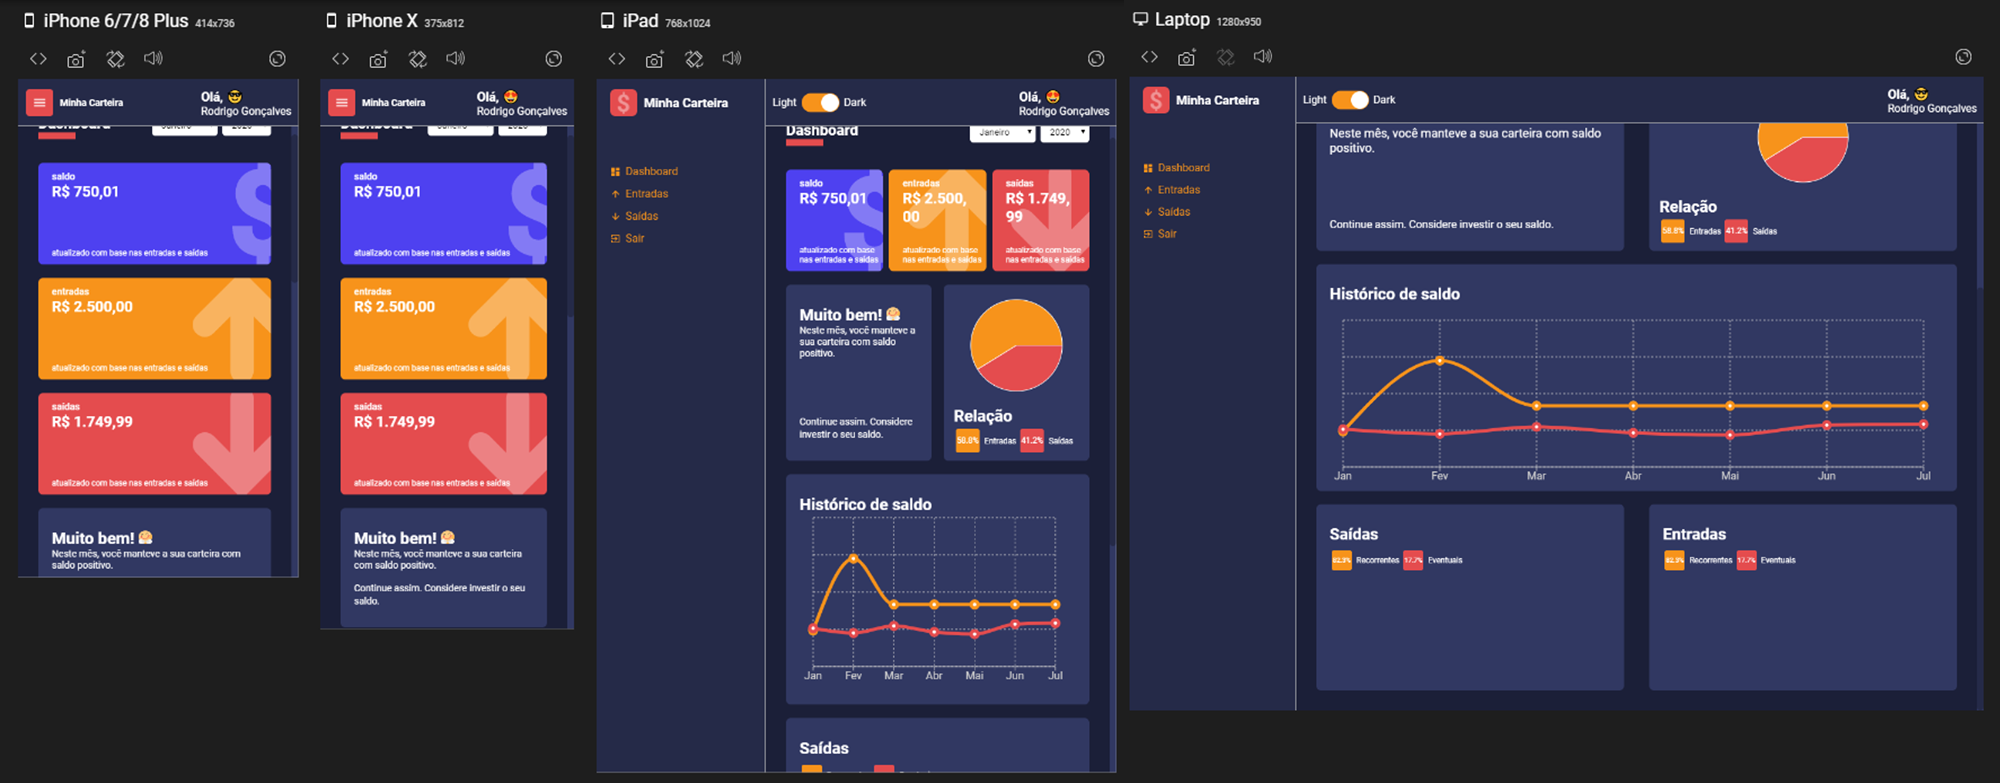 iPhone 6/7/8 Plus 414x736
Minha Carteira
Olá,
Rodrigo Gonçalves
Dashboard
Janeiro 2020
saldo
R$ 750,01
atualizado com base nas entradas e saídas
entradas
R$ 2.500,00
atualizado com base nas entradas e saídas
saídas
R$ 1.749,99
atualizado com base nas entradas e saídas
Muito bem!
Neste mês, você manteve a sua carteira com
saldo positivo.
iPhone X 375x812
Minha Carteira
Olá,
Rodrigo Gonçalves
Dashboard
Janeiro 2020
saldo
R$ 750,01
atualizado com base nas entradas e saídas
entradas
R$ 2.500,00
atualizado com base nas entradas e saídas
saídas
R$ 1.749,99
atualizado com base nas entradas e saídas
Muito bem!
Neste mês, você manteve a sua carteira
com saldo positivo.
Continue assim. Considere investir o seu
saldo.
iPad 768x1024
$ Minha Carteira
Dashboard
Entradas
Saídas
Sair
Light Dark
Olá,
Rodrigo Gonçalves
Dashboard
Janeiro 2020
saldo
R$ 750,01
atualizado com base
nas entradas e saídas
entradas
R$ 2.500,
00
atualizado com base
nas entradas e saídas
saídas
R$ 1.749,
99
atualizado com base
nas entradas e saídas
Muito bem!
Neste mês, você manteve a
sua carteira com saldo
positivo.
Continue assim. Considere
investir o seu saldo.
Relação
58.8% Entradas 41.2% Saídas
Histórico de saldo
Jan Fev Mar Abr Mai Jun Jul
Saídas
Laptop 1280x950
$ Minha Carteira
Dashboard
Entradas
Saídas
Sair
Light Dark
Olá,
Rodrigo Gonçalves
Neste mês, você manteve a sua carteira com saldo
positivo.
Continue assim. Considere investir o seu saldo.
Relação
58.8% Entradas 41.2% Saídas
Histórico de saldo
Jan Fev Mar Abr Mai Jun Jul
Saídas
82.3% Recorrentes 17.7% Eventuais
Entradas
82.3% Recorrentes 17.7% Eventuais